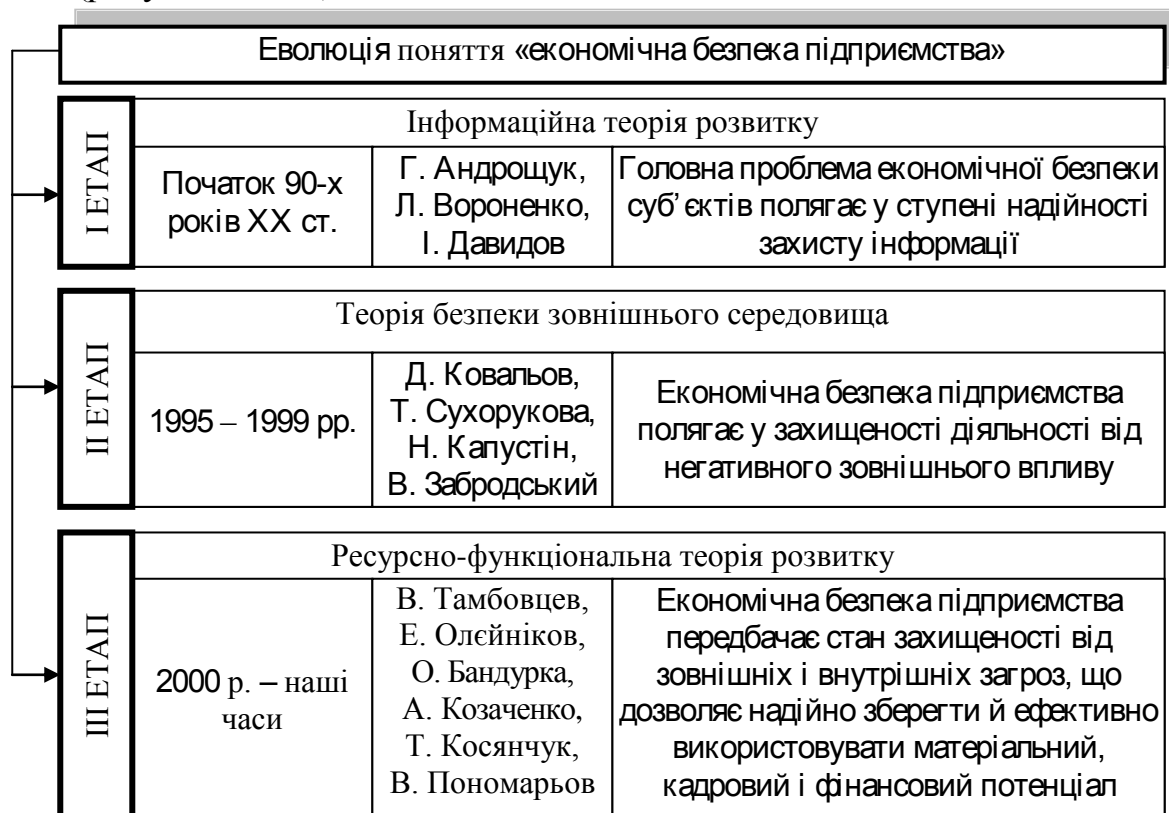 Еволюція поняття «економічна безпека підприємства»
І ЕТАП
Інформаційна теорія розвитку
Початок 90-х
років ХХ ст.
Г. Андрощук,
Л. Вороненко,
І. Давидов
Головна проблема економічної безпеки
суб’єктів полягає у ступені надійності
захисту інформації
ІІ ЕТАП
Теорія безпеки зовнішнього середовища
1995 – 1999 рр.
Д. Ковальов,
Т. Сухорукова,
Н. Капустін,
В. Забродський
Економічна безпека підприємства
полягає у захищеності діяльності від
негативного зовнішнього впливу
ІІІ ЕТАП
Ресурсно-функціональна теорія розвитку
2000 р. – наші
часи
В. Тамбовцев,
Е. Олєйніков,
О. Бандурка,
А. Козаченко,
Т. Косянчук,
В. Пономарьов
Економічна безпека підприємства
передбачає стан захищеності від
зовнішніх і внутрішніх загроз, що
дозволяє надійно зберегти й ефективно
використовувати матеріальний,
кадровий і фінансовий потенціал